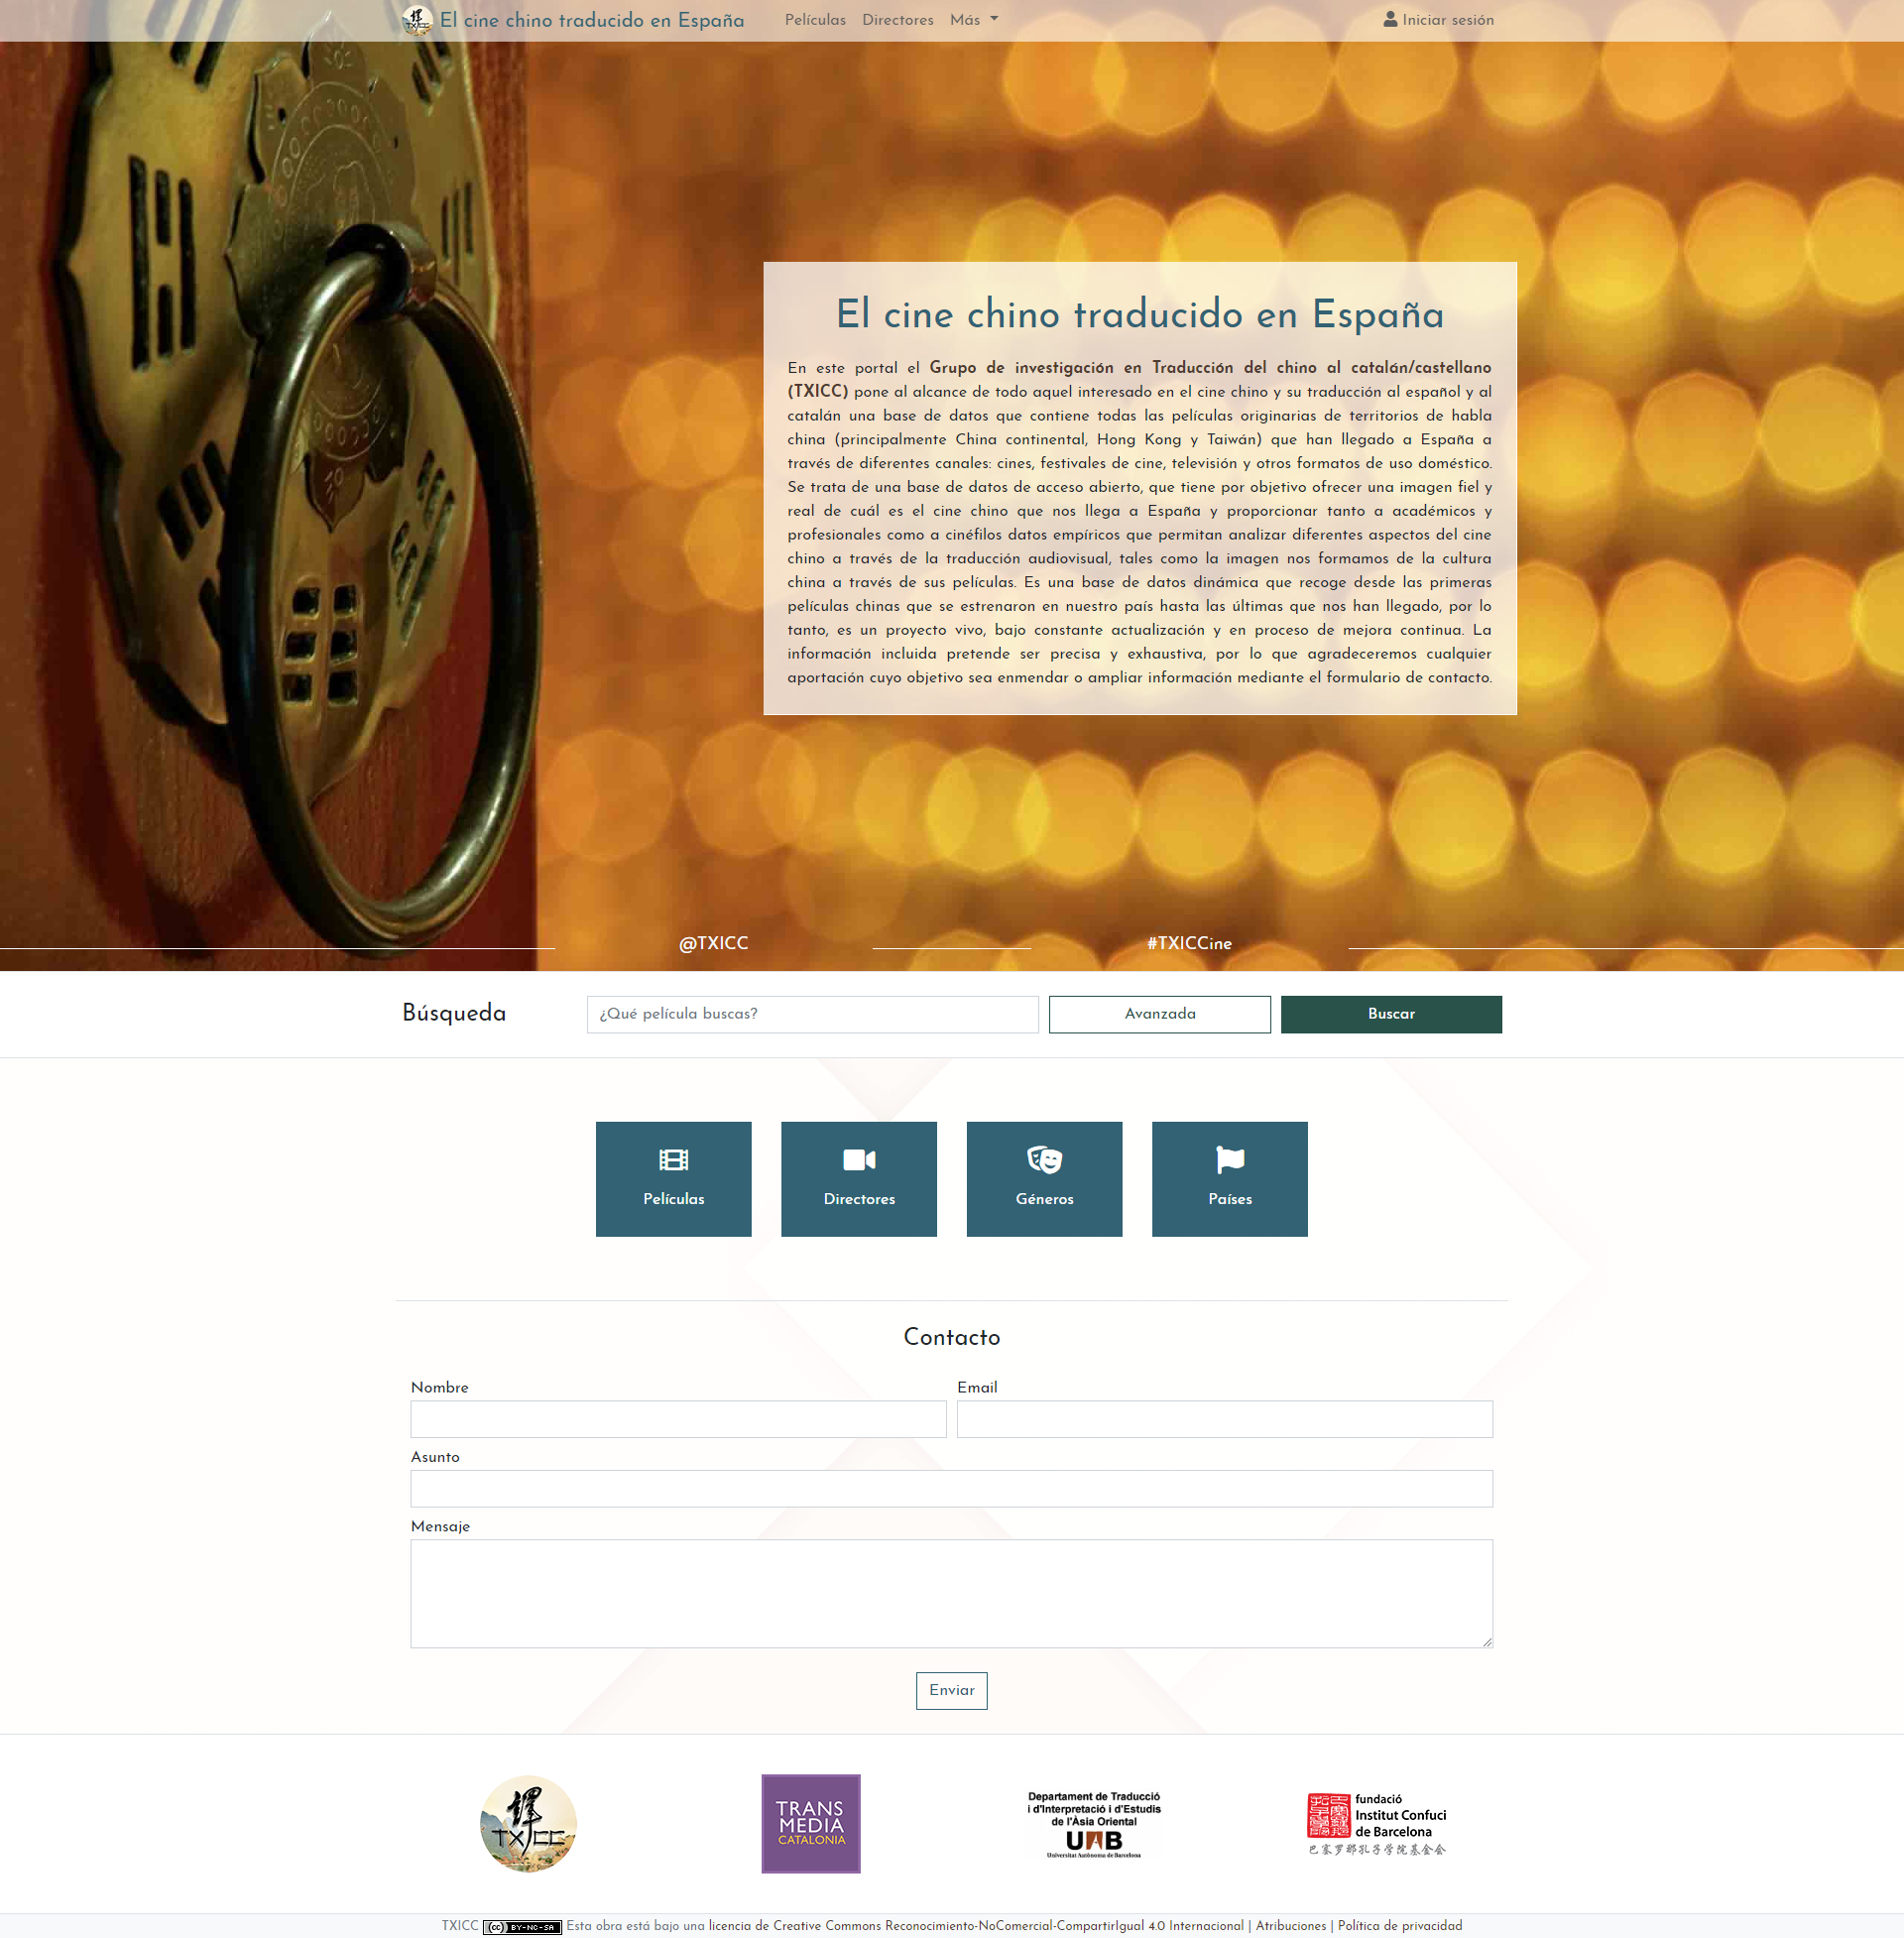 El cine chino traducido en España
Películas
Directores
Más
Iniciar sesión
El cine chino traducido en España
En este portal el Grupo de investigación en Traducción del chino al catalán/castellano
(TXICC) pone al alcance de todo aquel interesado en el cine chino y su traducción al español y al
catalán una base de datos que contiene todas las películas originarias de territorios de habla
china (principalmente China continental, Hong Kong y Taiwán) que han llegado a España a
través de diferentes canales: cines, festivales de cine, televisión y otros formatos de uso doméstico.
Se trata de una base de datos de acceso abierto, que tiene por objetivo ofrecer una imagen fiel y
real de cuál es el cine chino que nos llega a España y proporcionar tanto a académicos y
profesionales como a cinéfilos datos empíricos que permitan analizar diferentes aspectos del cine
chino a través de la traducción audiovisual, tales como la imagen nos formamos de la cultura
china a través de sus películas. Es una base de datos dinámica que recoge desde las primeras
películas chinas que se estrenaron en nuestro país hasta las últimas que nos han llegado, por lo
tanto, es un proyecto vivo, bajo constante actualización y en proceso de mejora continua. La
información incluida pretende ser precisa y exhaustiva, por lo que agradeceremos cualquier
aportación cuyo objetivo sea enmendar o ampliar información mediante el formulario de contacto.
@TXICC
#TXICCine
Búsqueda
¿Qué película buscas?
Avanzada
Buscar
Películas
Directores
Géneros
Países
Contacto
Nombre
Email
Asunto
Mensaje
Enviar
譯
TXICC
TRANS
MEDIA
CATALONIA
Departament de Traducció
i d'Interpretació i d'Estudis
de l'Àsia Oriental
UAB
Universitat Autònoma de Barcelona
fundació
Institut Confuci
de Barcelona
巴塞罗那孔子学院基金会
TXICC (cc) BY-NC-SA Esta obra está bajo una licencia de Creative Commons Reconocimiento-NoComercial-CompartirIgual 4.0 Internacional | Atribuciones | Política de privacidad